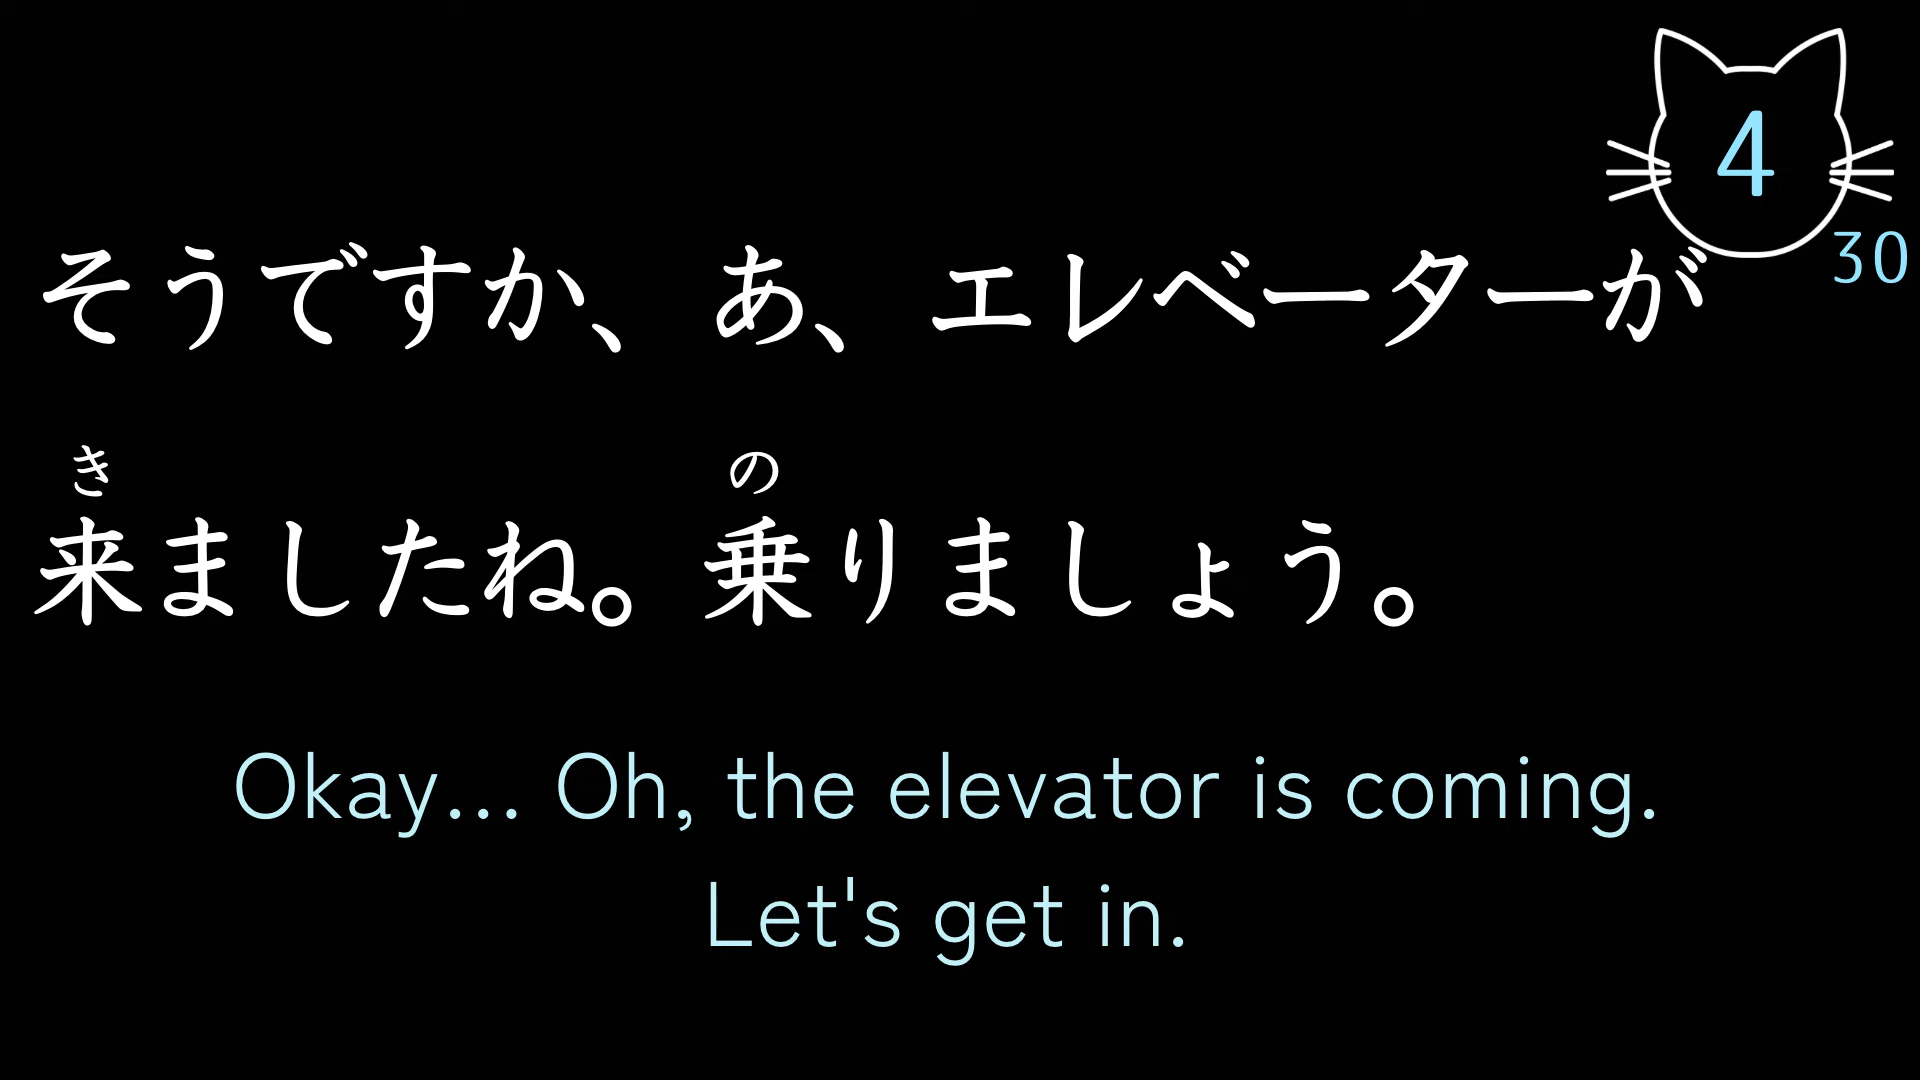 4
30
そうですか、あ、エレベーターが
き の
来ましたね。乗りましょう。
Okay... Oh, the elevator is coming.
Let's get in.